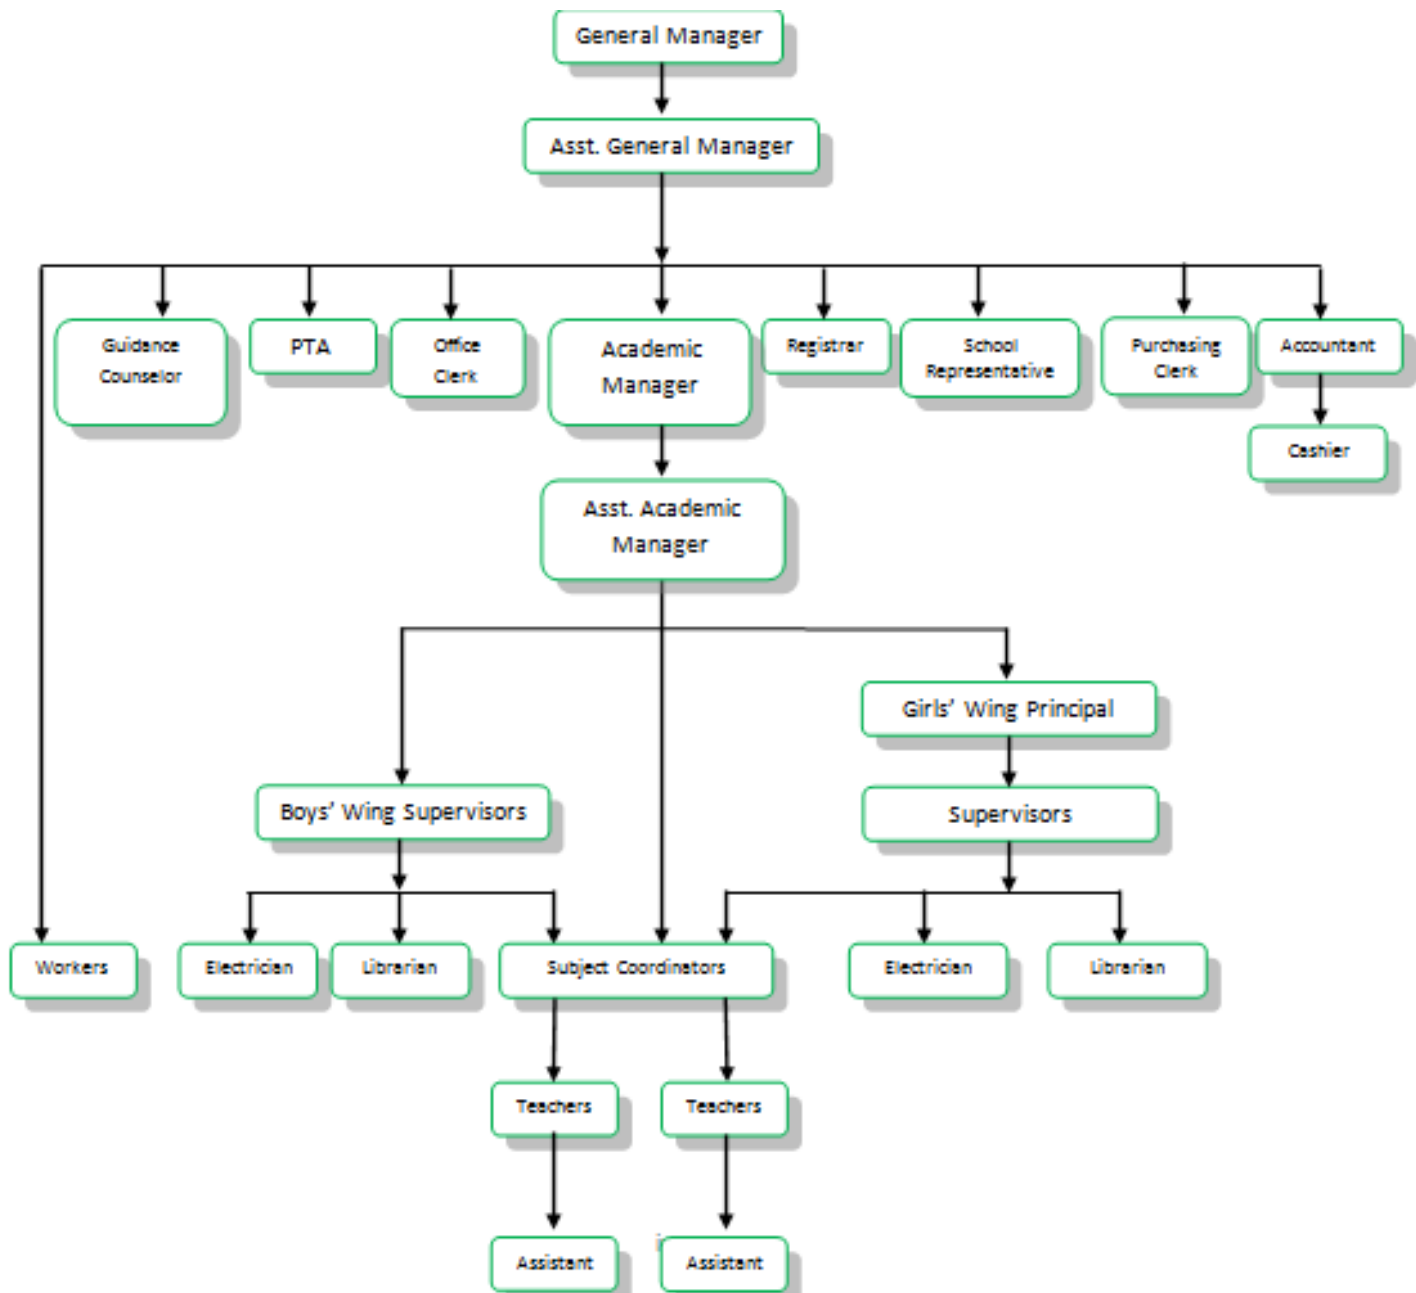 General Manager
Asst. General Manager
Guidance
Counselor
PTA
Office
Clerk
Academic
Manager
Registrar
School
Representative
Purchasing
Clerk
Accountant
Cashier
Asst. Academic
Manager
Girls’ Wing Principal
Boys’ Wing Supervisors
Supervisors
Workers
Electrician
Librarian
Subject Coordinators
Electrician
Librarian
Teachers
Teachers
Assistant
Assistant